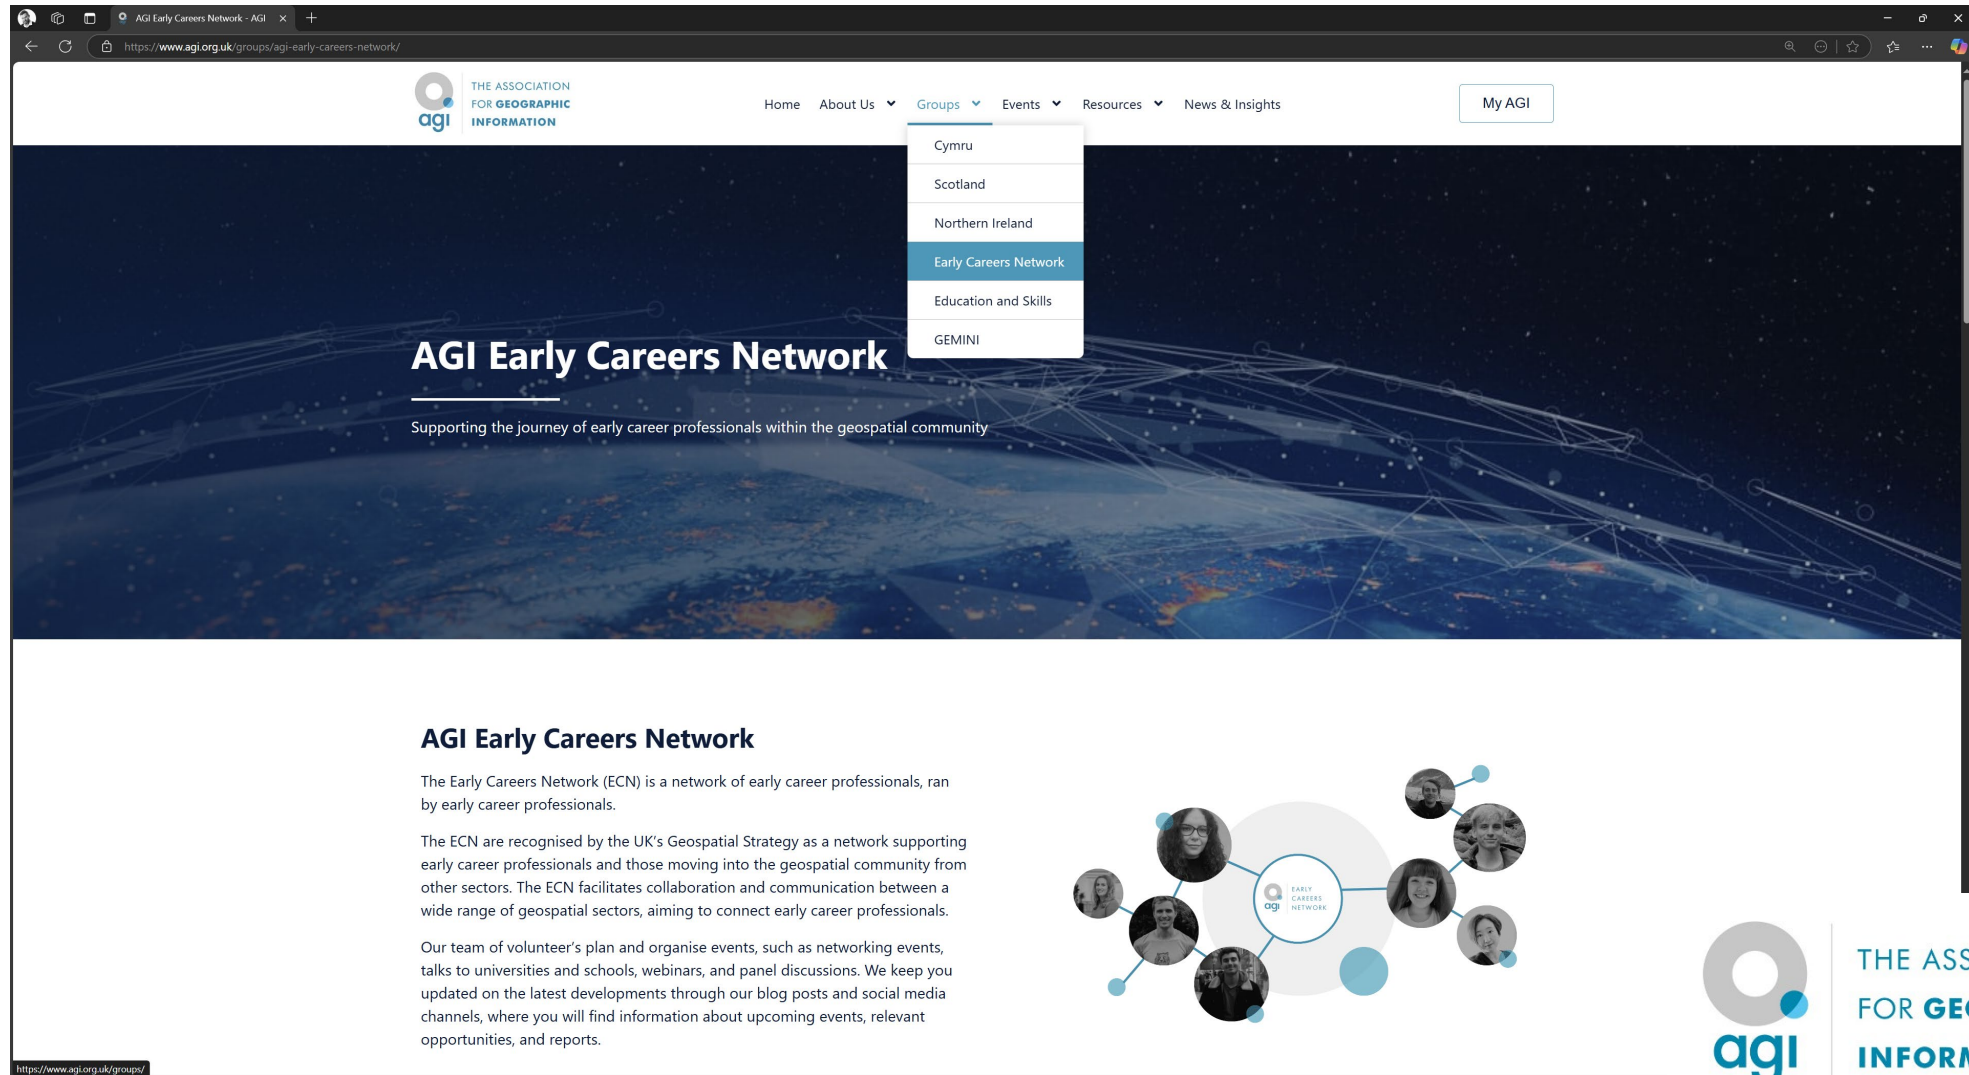 AGI Early Careers Network - AGI
https://www.agi.org.uk/groups/agi-early-careers-network/
agi
THE ASSOCIATION
FOR GEOGRAPHIC
INFORMATION
Home About Us Groups Events Resources News & Insights
My AGI
Cymru
Scotland
Northern Ireland
Early Careers Network
Education and Skills
GEMINI
AGI Early Careers Network
Supporting the journey of early career professionals within the geospatial community
AGI Early Careers Network
The Early Careers Network (ECN) is a network of early career professionals, ran
by early career professionals.
The ECN are recognised by the UK's Geospatial Strategy as a network supporting
early career professionals and those moving into the geospatial community from
other sectors. The ECN facilitates collaboration and communication between a
wide range of geospatial sectors, aiming to connect early career professionals.
Our team of volunteer's plan and organise events, such as networking events,
talks to universities and schools, webinars, and panel discussions. We keep you
updated on the latest developments through our blog posts and social media
channels, where you will find information about upcoming events, relevant
opportunities, and reports.
agi
EARLY
CAREERS
NETWORK
agi
THE ASS
FOR GEO
INFORM
https://www.agi.org.uk/groups/